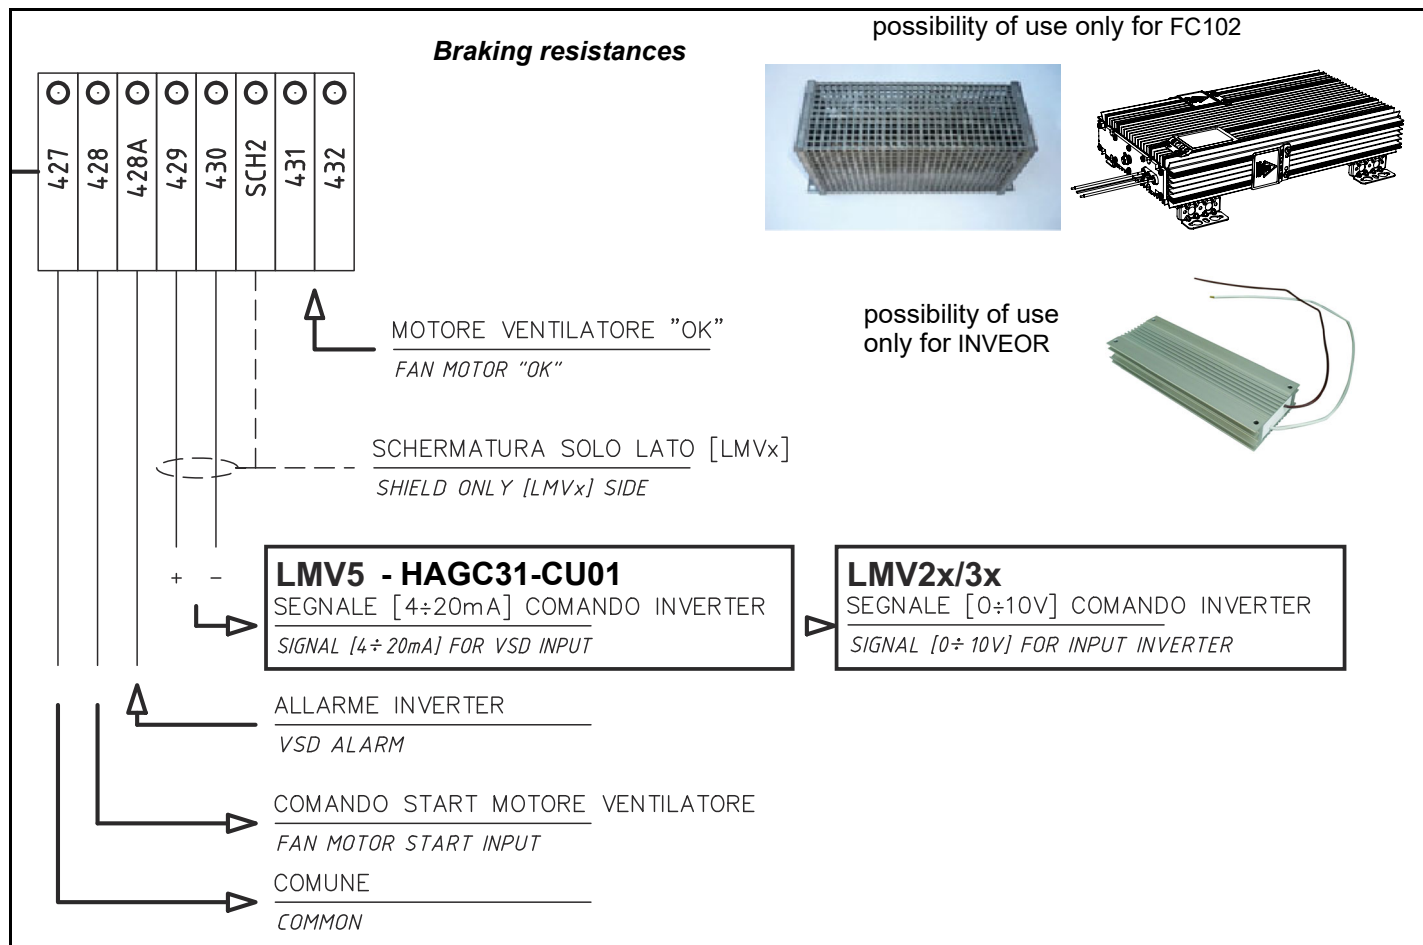 possibility of use only for FC102
Braking resistances
427
428
428A
429
430
SCH2
431
432
possibility of use
only for INVEOR
MOTORE VENTILATORE "OK"
FAN MOTOR "OK"
SCHERMATURA SOLO LATO [LMVx]
SHIELD ONLY [LMVx] SIDE
+ -
LMV5 - HAGC31-CU01
SEGNALE [4÷20mA] COMANDO INVERTER
SIGNAL [4÷20mA] FOR VSD INPUT
LMV2x/3x
SEGNALE [0÷10V] COMANDO INVERTER
SIGNAL [0÷10V] FOR INPUT INVERTER
ALLARME INVERTER
VSD ALARM
COMANDO START MOTORE VENTILATORE
FAN MOTOR START INPUT
COMUNE
COMMON